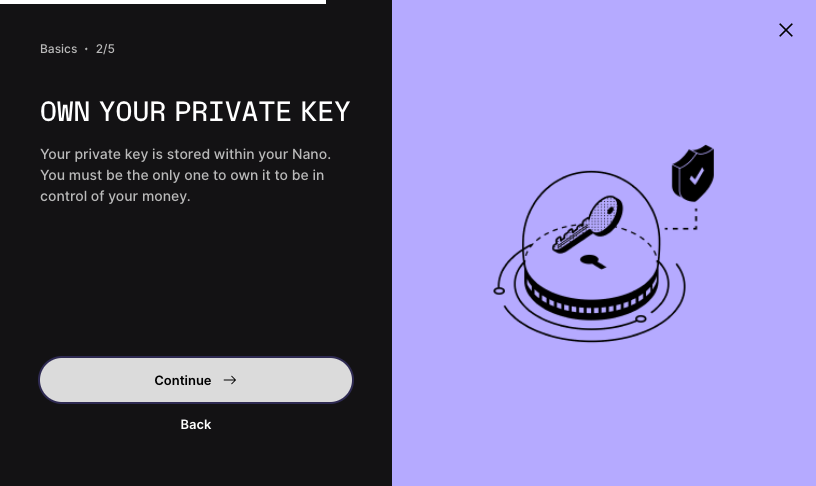 Basics • 2/5
OWN YOUR PRIVATE KEY
Your private key is stored within your Nano.
You must be the only one to own it to be in
control of your money.
Continue →
Back